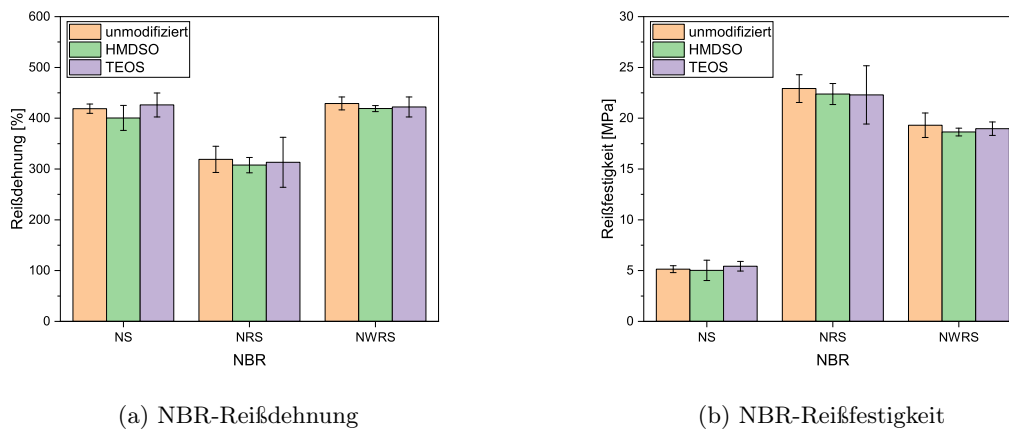 600
500
400
300
200
100
0
Reißdehnung [%]
unmodifiziert
HMDSO
TEOS
NS
NRS
NWRS
NBR
(a) NBR-Reißdehnung
30
25
20
15
10
5
0
Reißfestigkeit [MPa]
unmodifiziert
HMDSO
TEOS
NS
NRS
NWRS
NBR
(b) NBR-Reißfestigkeit